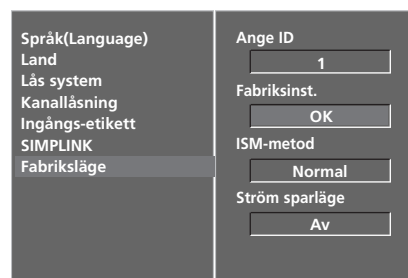 Språk(Language)
Land
Lås system
Kanallåsning
Ingångs-etikett
SIMPLINK
Fabriksläge
Ange ID
1
Fabriksinst.
OK
ISM-metod
Normal
Ström sparläge
Av